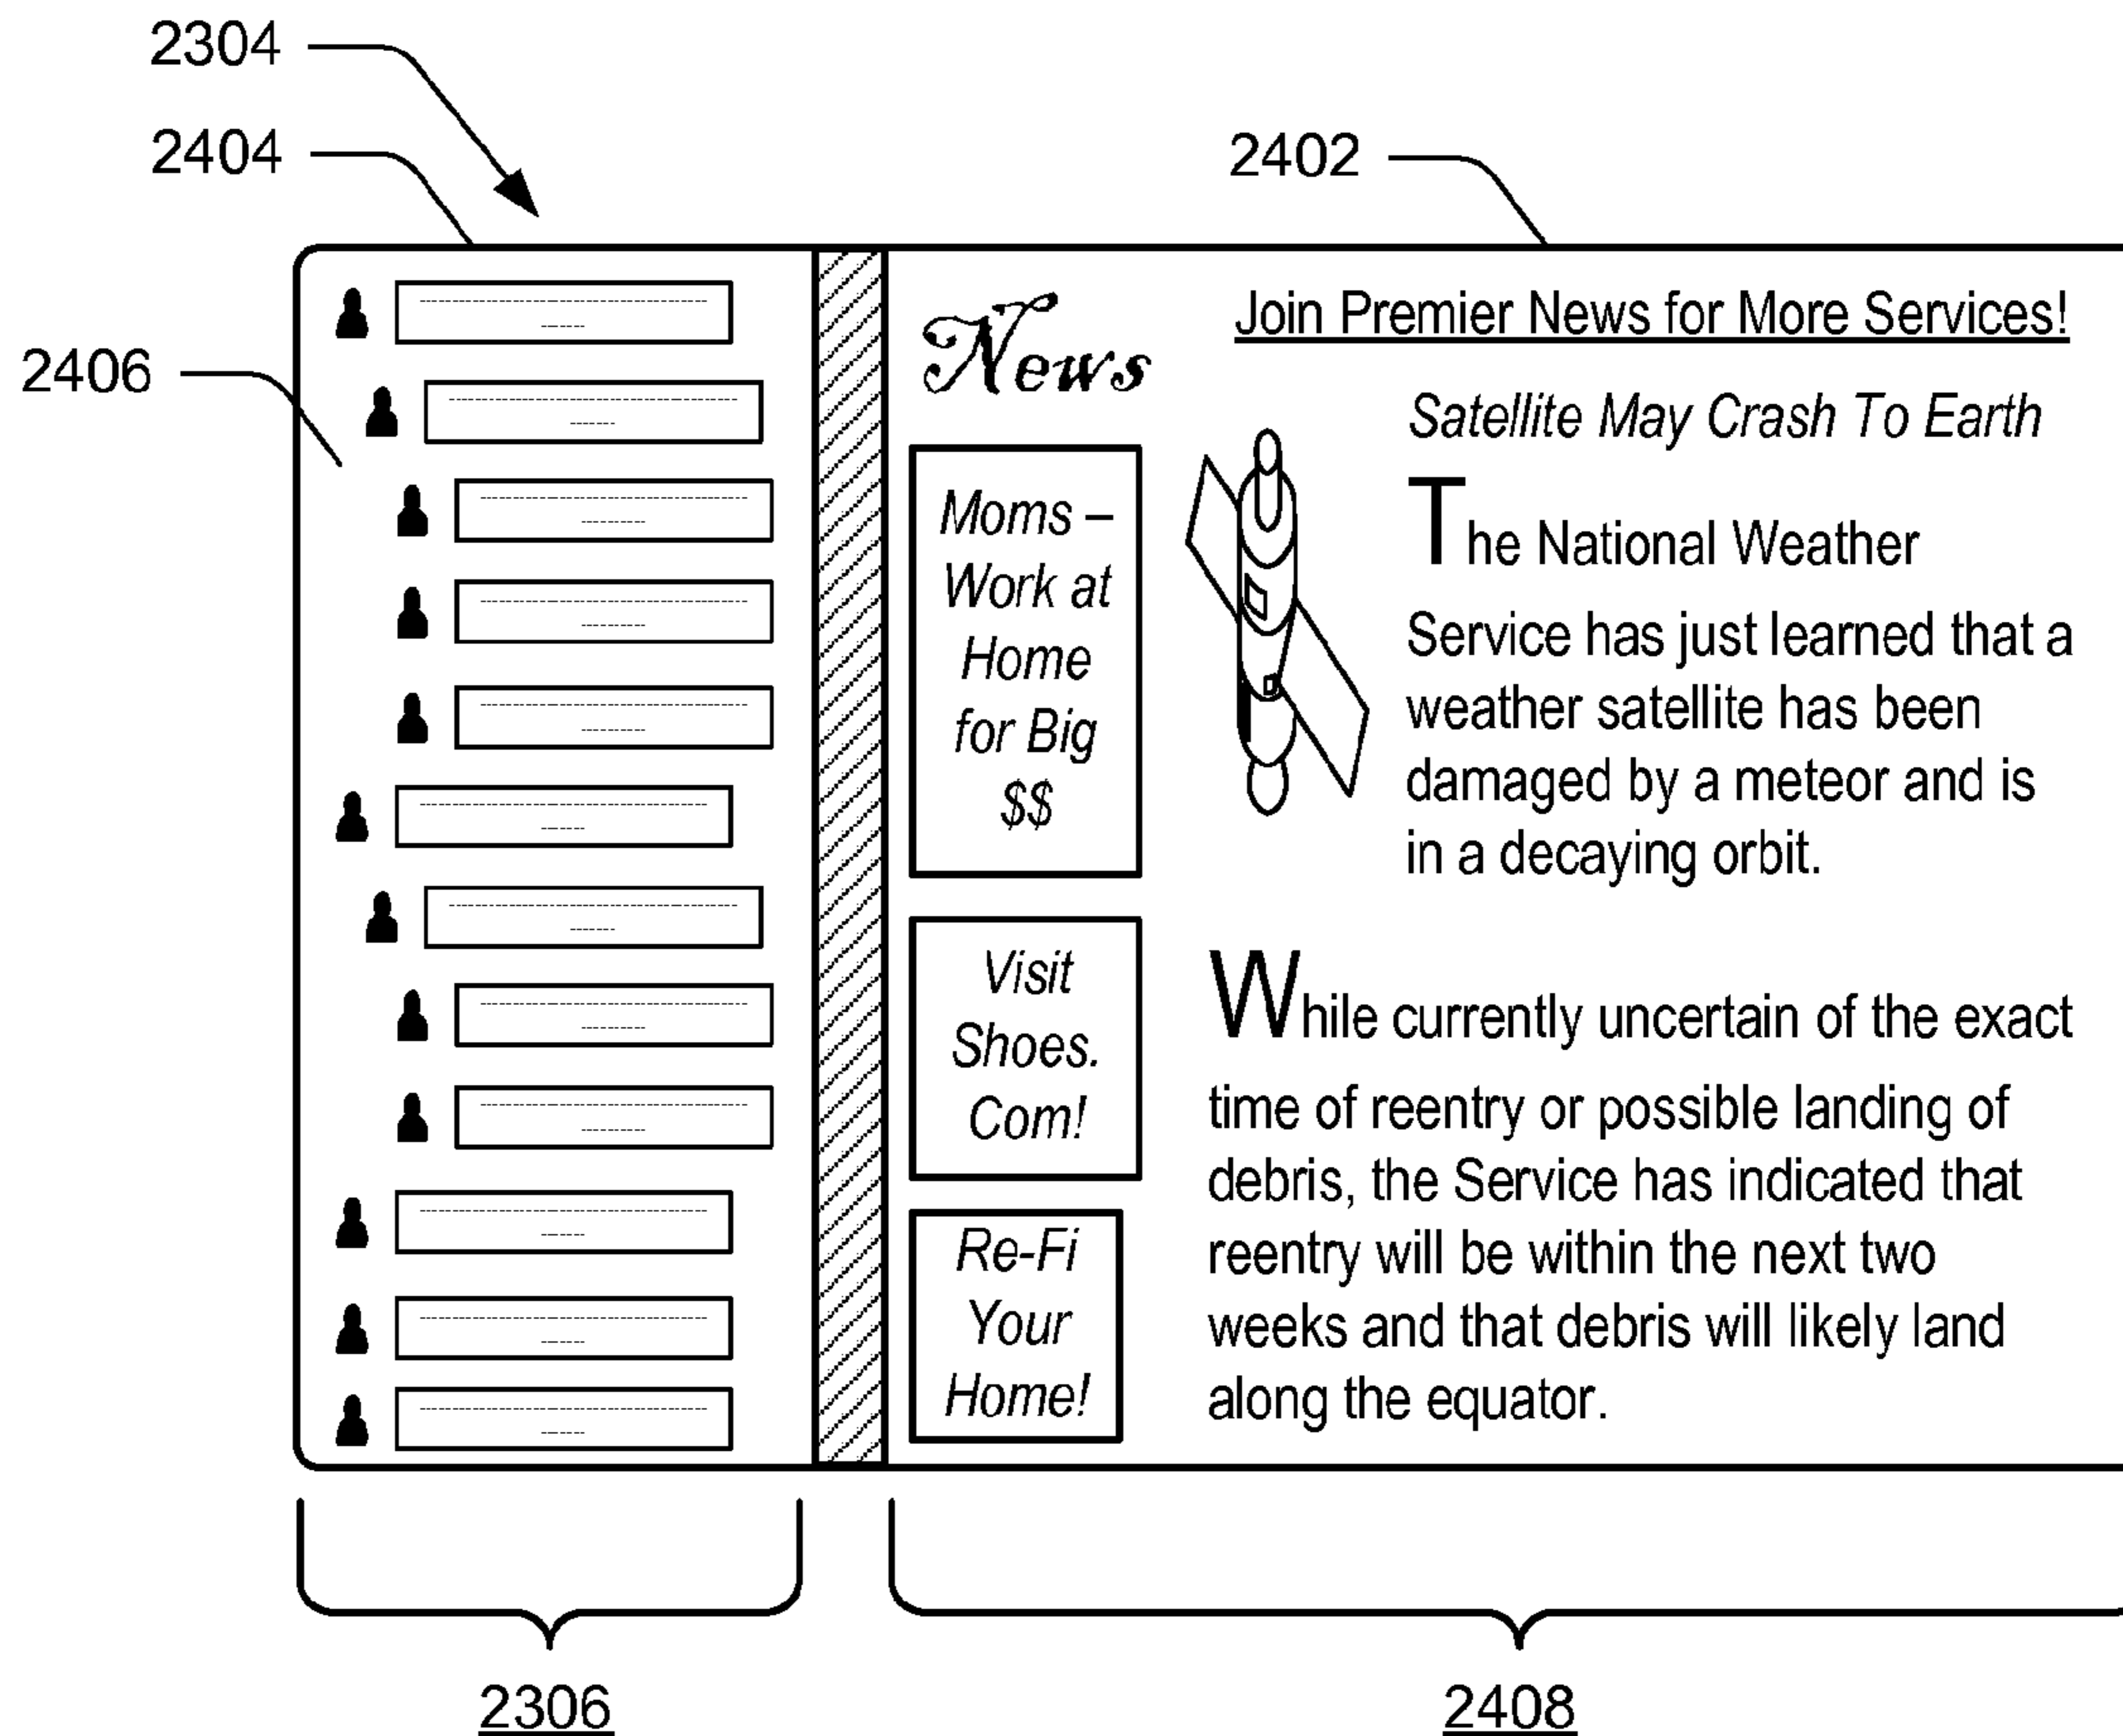 2304
2404
2402
2406
News
Join Premier News for More Services!
Satellite May Crash To Earth
Moms –
Work at
Home
for Big
$$
The National Weather
Service has just learned that a
weather satellite has been
damaged by a meteor and is
in a decaying orbit.
Visit
Shoes.
Com!
While currently uncertain of the exact
time of reentry or possible landing of
debris, the Service has indicated that
reentry will be within the next two
weeks and that debris will likely land
along the equator.
Re-Fi
Your
Home!
2306
2408